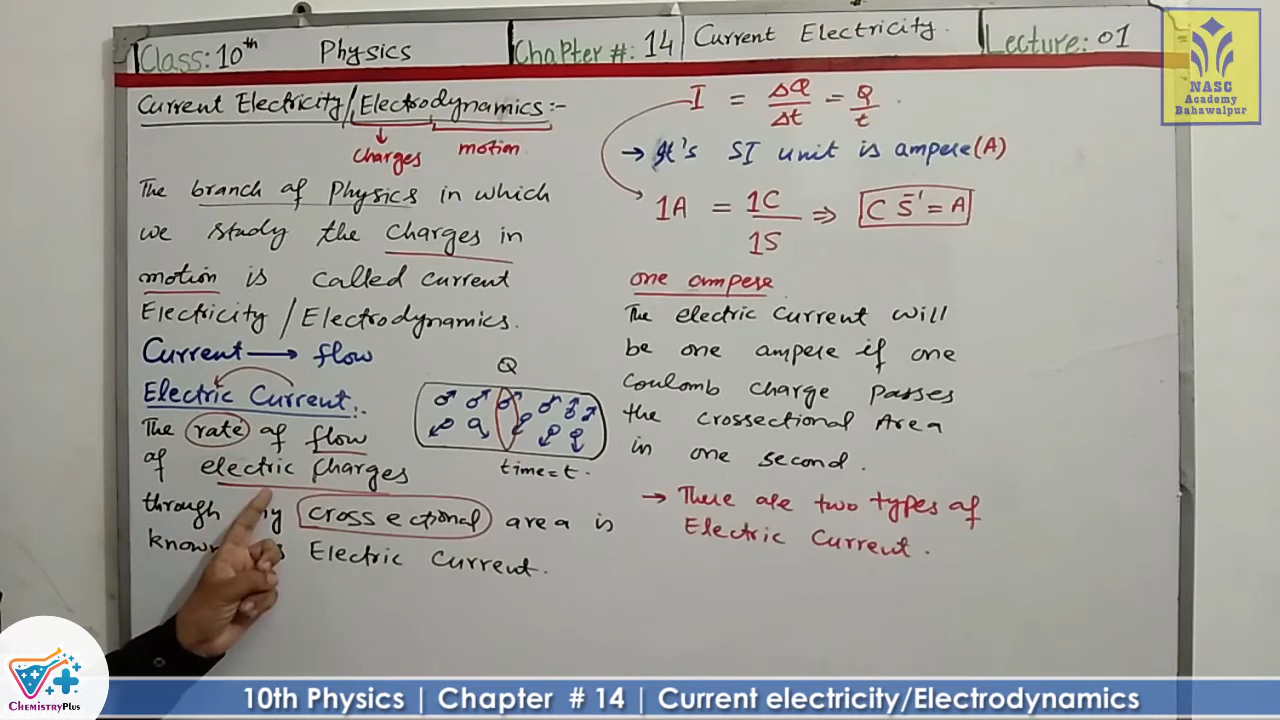 Class: 10th Physics Chapter #: 14 Current Electricity. Lecture: 01
NASC
Academy
Bahawalpur
Current Electricity/Electrodynamics:-
charges motion
The branch of Physics in which
we study the charges in
motion is called current
Electricity/Electrodynamics.
Current → flow
Electric Current:-
The rate of flow
of electric charges
through
crossectional area is
Electric Current.
Q
time=t.
I = ΔQ/Δt = Q/t.
→ It's SI unit is ampere(A)
1A = 1C/1S ⇒ C S⁻¹ = A
one ampere
The electric current will
be one ampere if one
coulomb charge passes
the crossectional Area
in one second.
→ There are two types of
Electric Current.
ChemistryPlus
10th Physics | Chapter # 14 | Current electricity/Electrodynamics